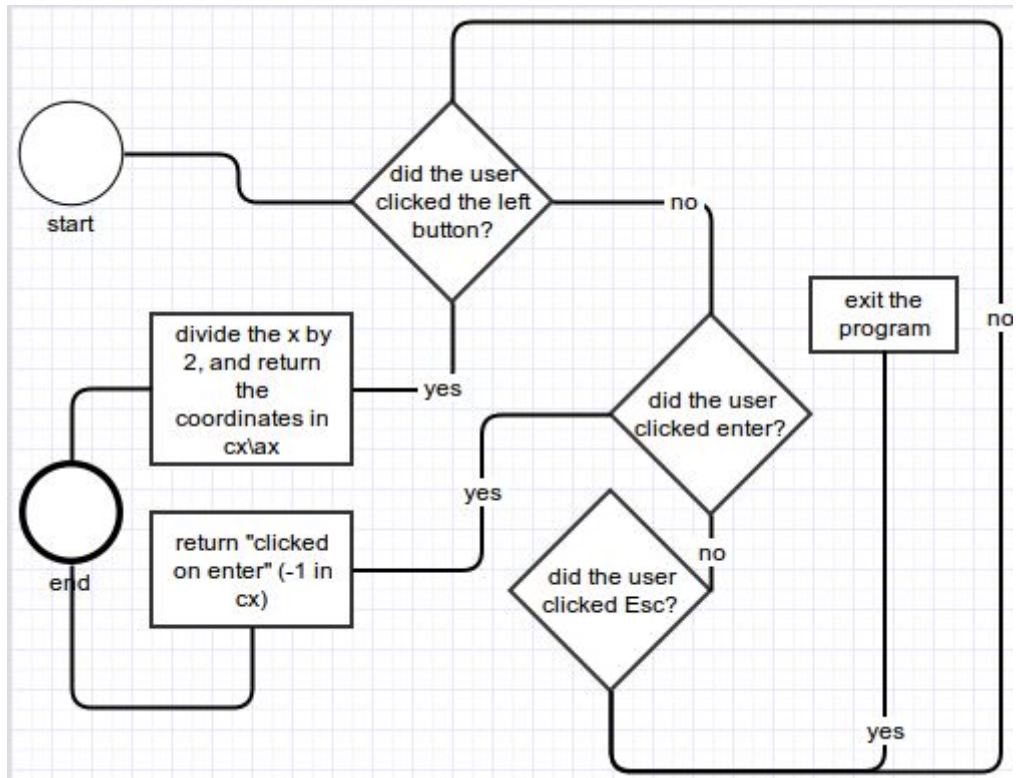 did the user
clicked the left
button?
start
no
exit the
program
no
divide the x by
2, and return
the
coordinates in
cx\ax
yes
did the user
clicked enter?
yes
return "clicked
on enter" (-1 in
cx)
end
no
did the user
clicked Esc?
yes